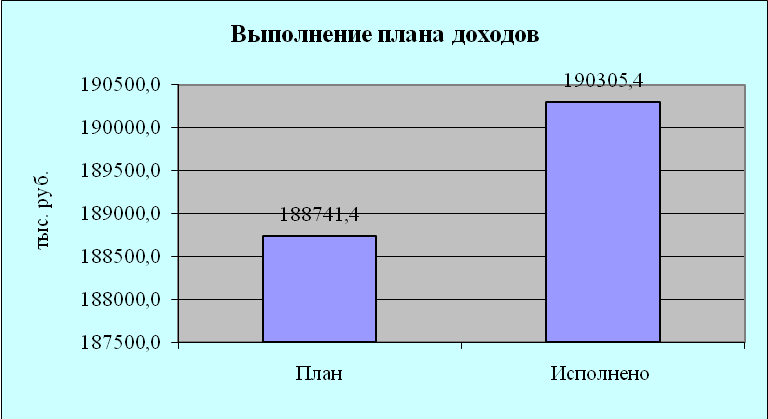 Выполнение плана доходов
190500,0
190000,0
189500,0
189000,0
188500,0
188000,0
187500,0
тыс. руб.
188741,4
190305,4
План
Исполнено